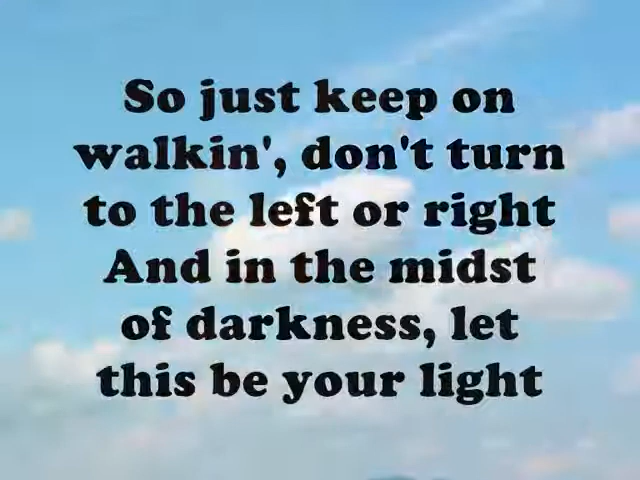 So just keep on
walkin', don't turn
to the left or right
And in the midst
of darkness, let
this be your light